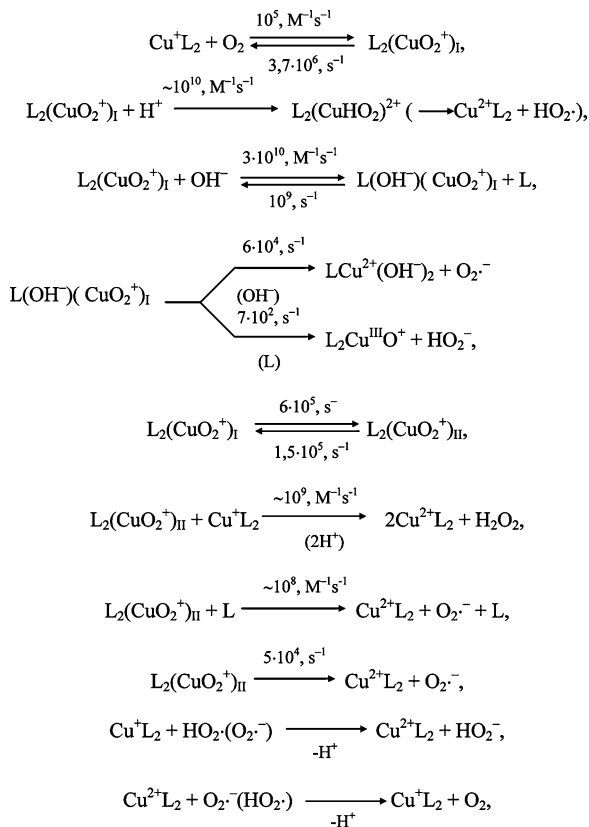 10⁵, M⁻¹s⁻¹
Cu⁺L₂ + O₂ ⇌ L₂(CuO₂⁺)I,
3,7·10⁶, s⁻¹
~10¹⁰, M⁻¹s⁻¹
L₂(CuO₂⁺)I + H⁺ ⟶ L₂(CuHO₂)²⁺ ( ⟶Cu²⁺L₂ + HO₂·),
3·10¹⁰, M⁻¹s⁻¹
L₂(CuO₂⁺)I + OH⁻ ⇌ L(OH⁻)( CuO₂⁺)I + L,
10⁹, s⁻¹
6·10⁴, s⁻¹
LCu²⁺(OH⁻)₂ + O₂·⁻
L(OH⁻)( CuO₂⁺)I
(OH⁻)
7·10², s⁻¹
L₂CuᴵᴵᴵO⁺ + HO₂⁻,
(L)
6·10⁵, s⁻
L₂(CuO₂⁺)I ⇌ L₂(CuO₂⁺)II,
1,5·10⁵, s⁻¹
~10⁹, M⁻¹s⁻¹
L₂(CuO₂⁺)II + Cu⁺L₂ ⟶ 2Cu²⁺L₂ + H₂O₂,
(2H⁺)
~10⁸, M⁻¹s⁻¹
L₂(CuO₂⁺)II + L ⟶ Cu²⁺L₂ + O₂·⁻ + L,
5·10⁴, s⁻¹
L₂(CuO₂⁺)II ⟶ Cu²⁺L₂ + O₂·⁻,
Cu⁺L₂ + HO₂·(O₂·⁻) ⟶ Cu²⁺L₂ + HO₂⁻,
-H⁺
Cu²⁺L₂ + O₂·⁻(HO₂·) ⟶ Cu⁺L₂ + O₂,
-H⁺